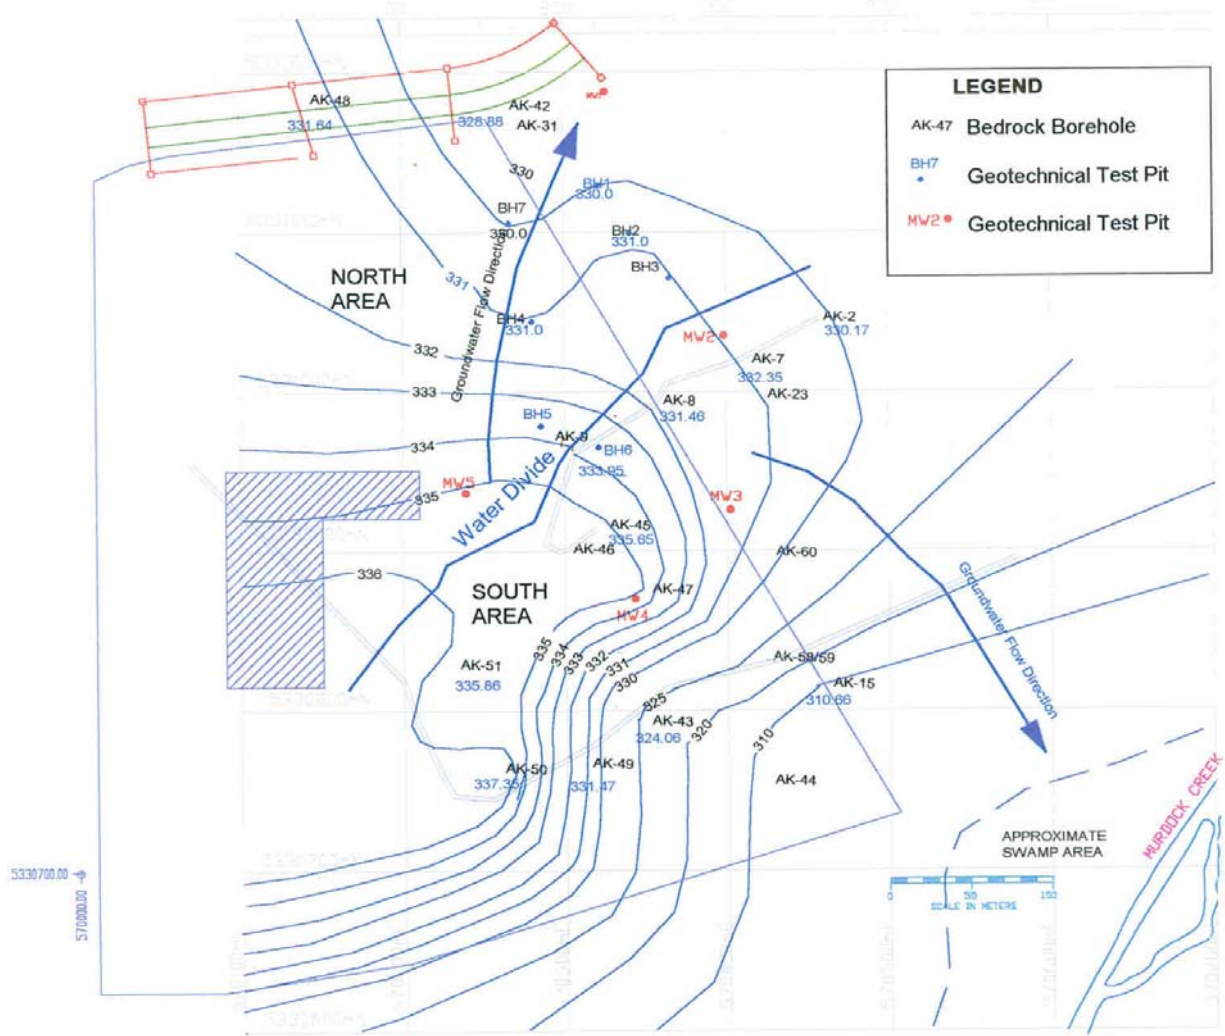 LEGEND
AK-47 Bedrock Borehole
BH7 Geotechnical Test Pit
MW2 Geotechnical Test Pit
AK-48
331.64
AK-42
328.88
AK-31
330
BH1
330.0
BH7
330.0
BH2
331.0
BH3
NORTH
AREA
331
BH4
331.0
Groundwater Flow Direction
AK-2
330.17
MW2
332
AK-7
332.35
333
AK-8
331.46
AK-23
BH5
334
AK-9
BH6
333.95
Water Divide
MW5
335
MW3
AK-45
335.65
AK-46
AK-60
336
SOUTH
AREA
AK-47
MW4
Groundwater Flow Direction
335
334
333
332
331
330
AK-51
335.86
AK-58/59
AK-15
310.66
325
AK-43
324.06
320
310
AK-50
337.35
AK-49
331.47
AK-44
MURDOCK CREEK
APPROXIMATE
SWAMP AREA
5330700.00
570000.00
0 50 100
SCALE IN METERS